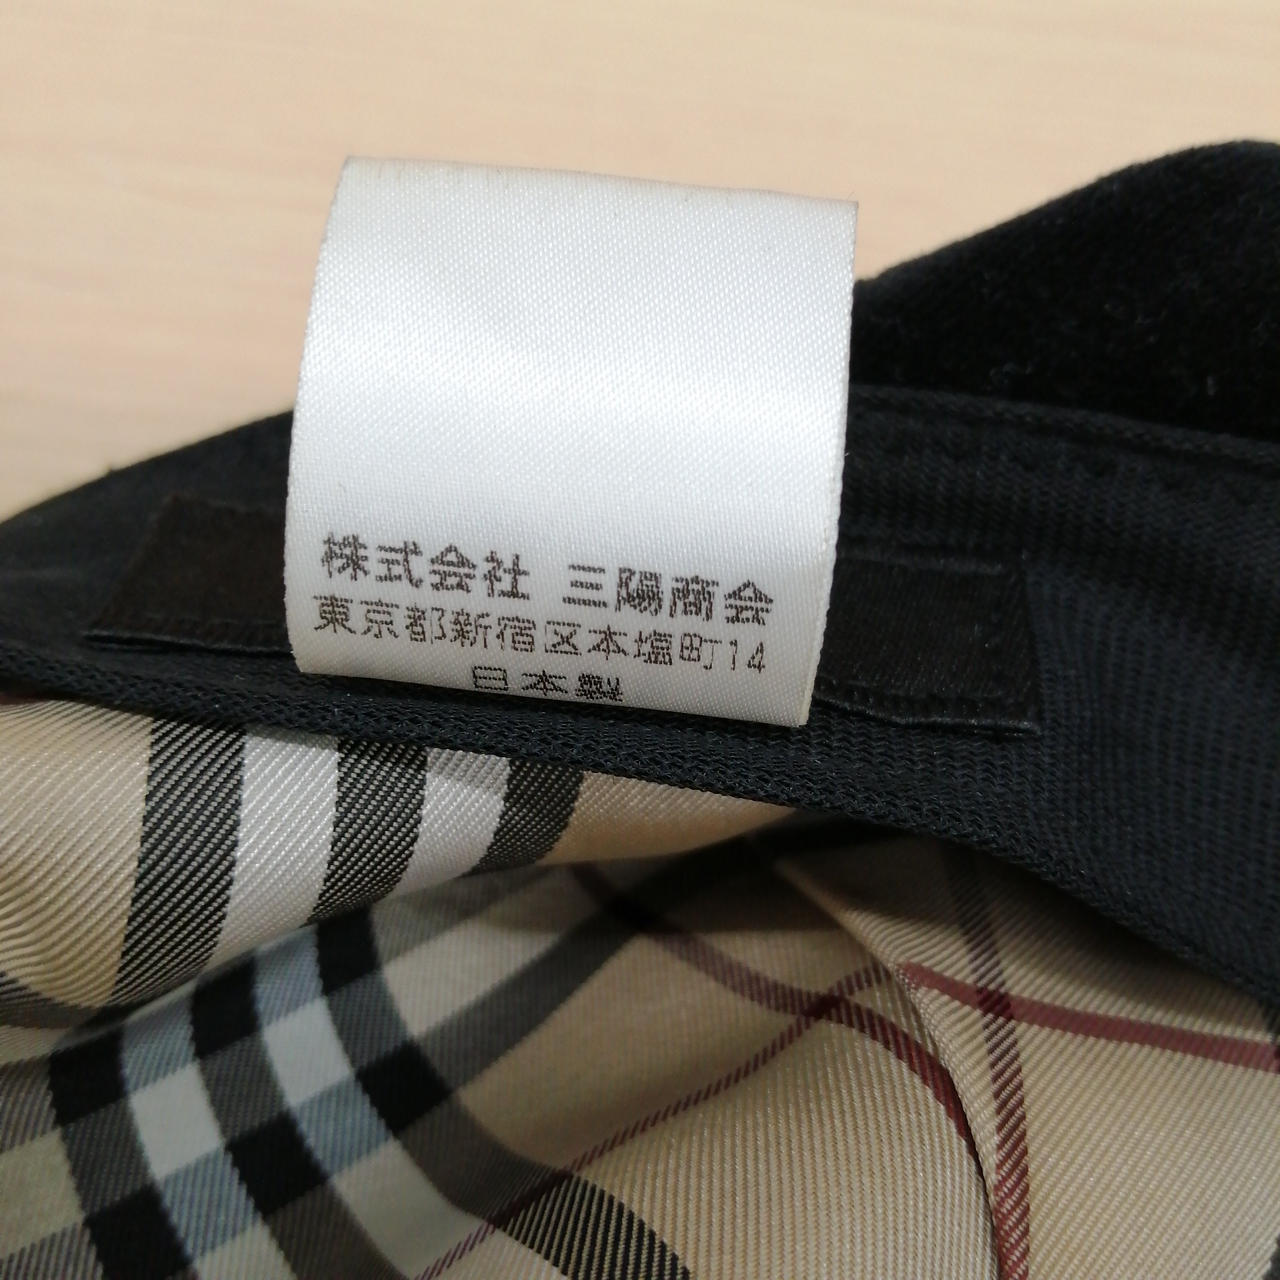 株式会社 三陽商会
東京都新宿区本塩町14
日本製